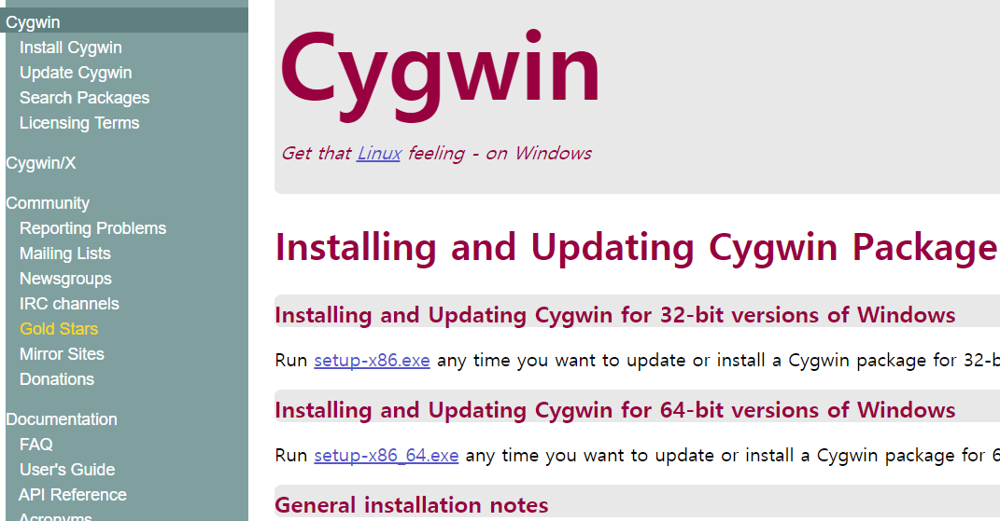 Cygwin
Install Cygwin
Update Cygwin
Search Packages
Licensing Terms
Cygwin/X
Community
Reporting Problems
Mailing Lists
Newsgroups
IRC channels
Gold Stars
Mirror Sites
Donations
Documentation
FAQ
User's Guide
API Reference
Acronyms
Cygwin
Get that Linux feeling - on Windows
Installing and Updating Cygwin Package
Installing and Updating Cygwin for 32-bit versions of Windows
Run setup-x86.exe any time you want to update or install a Cygwin package for 32-b
Installing and Updating Cygwin for 64-bit versions of Windows
Run setup-x86_64.exe any time you want to update or install a Cygwin package for 6
General installation notes